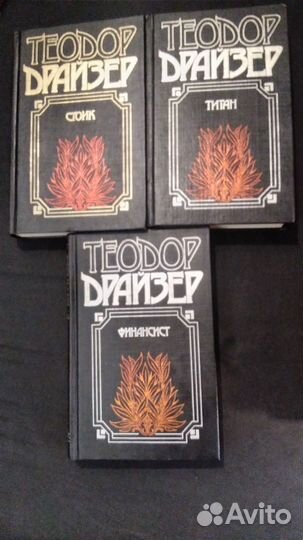 ТЕОДОР
ДРАЙЗЕР
СТОИК
ТЕОДОР
ДРАЙЗЕР
ТИТАН
ТЕОДОР
ДРАЙЗЕР
ФИНАНСИСТ
Avito